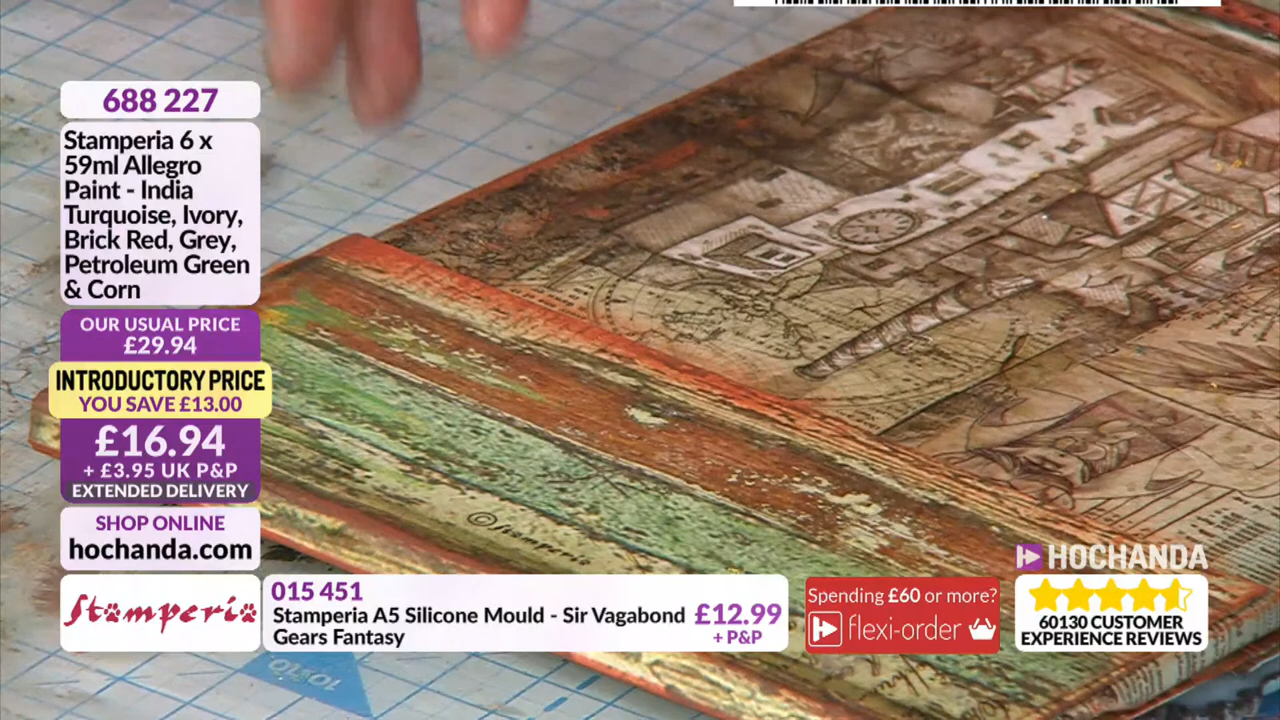 688 227
Stamperia 6 x
59ml Allegro
Paint - India
Turquoise, Ivory,
Brick Red, Grey,
Petroleum Green
& Corn
OUR USUAL PRICE
£29.94
INTRODUCTORY PRICE
YOU SAVE £13.00
£16.94
+ £3.95 UK P&P
EXTENDED DELIVERY
SHOP ONLINE
hochanda.com
Stamperia
015 451
Stamperia A5 Silicone Mould - Sir Vagabond
Gears Fantasy
£12.99
+ P&P
Spending £60 or more?
flexi-order
HOCHANDA
60130 CUSTOMER
EXPERIENCE REVIEWS
©Stamperia